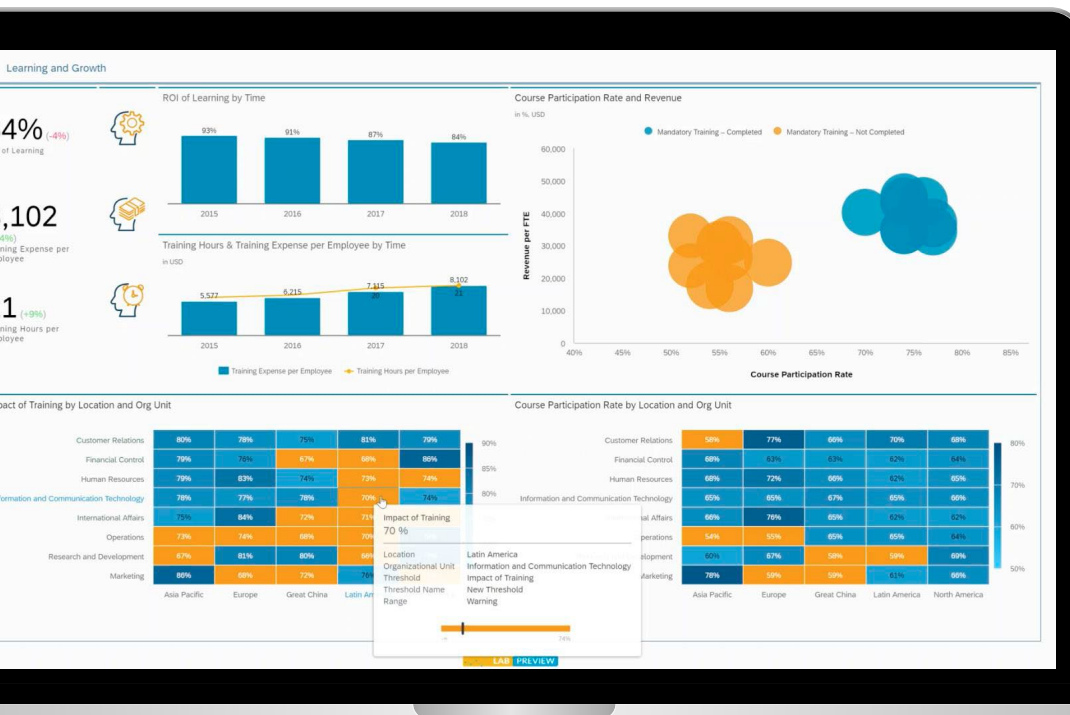 Learning and Growth
4% (-4%)
of Learning
,102
4%)
ning Expense per
ployee
1 (+9%)
ning Hours per
ployee
ROI of Learning by Time
93%
91%
87%
84%
2015
2016
2017
2018
Training Hours & Training Expense per Employee by Time
in USD
5,577
6,215
7,115
8,102
20
21
2015
2016
2017
2018
Training Expense per Employee
Training Hours per Employee
Course Participation Rate and Revenue
in %, USD
Mandatory Training – Completed
Mandatory Training – Not Completed
Revenue per FTE
60,000
50,000
40,000
30,000
20,000
10,000
0
40% 45% 50% 55% 60% 65% 70% 75% 80% 85%
Course Participation Rate
pact of Training by Location and Org Unit
Customer Relations 80% 78% 75% 81% 79%
Financial Control 79% 76% 67% 68% 86%
Human Resources 79% 83% 74% 73% 74%
formation and Communication Technology 78% 77% 78% 70% 74%
International Affairs 75% 84% 72% 71%
Operations 73% 74% 68% 70%
Research and Development 67% 81% 80% 66%
Marketing 86% 68% 72% 76%
Asia Pacific Europe Great China Latin Am
90%
85%
80%
Impact of Training
70 %
Location Latin America
Organizational Unit Information and Communication Technology
Threshold Impact of Training
Threshold Name New Threshold
Range Warning
74%
Course Participation Rate by Location and Org Unit
Customer Relations 58% 77% 66% 70% 68%
Financial Control 68% 63% 63% 62% 64%
Human Resources 68% 72% 66% 62% 65%
Information and Communication Technology 65% 65% 67% 65% 66%
nal Affairs 66% 76% 65% 62% 62%
perations 54% 55% 65% 65% 64%
elopment 60% 67% 58% 59% 69%
Marketing 78% 59% 59% 61% 66%
Asia Pacific Europe Great China Latin America North America
80%
70%
60%
50%
LAB PREVIEW